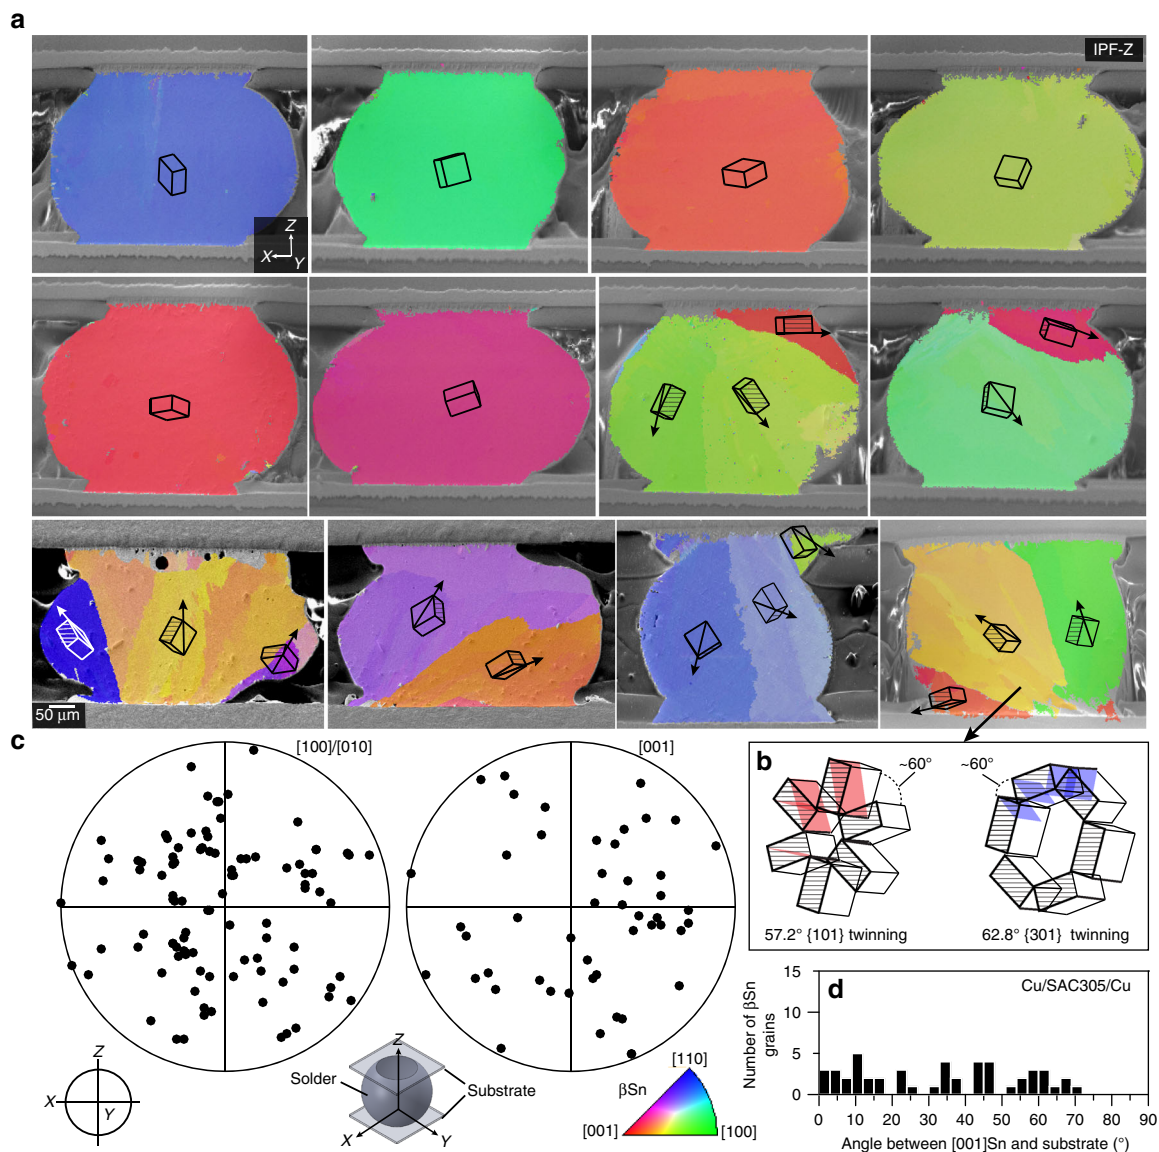 a
IPF-Z
Z
X
Y
50 µm
c
[100]/[010]
[001]
b
~60°
~60°
57.2° {101} twinning
62.8° {301} twinning
d
Cu/SAC305/Cu
Number of βSn
grains
15
10
5
0
0 10 20 30 40 50 60 70 80 90
Angle between [001]Sn and substrate (°)
Z
X
Y
Z
Solder
Substrate
X
Y
[110]
βSn
[001]
[100]